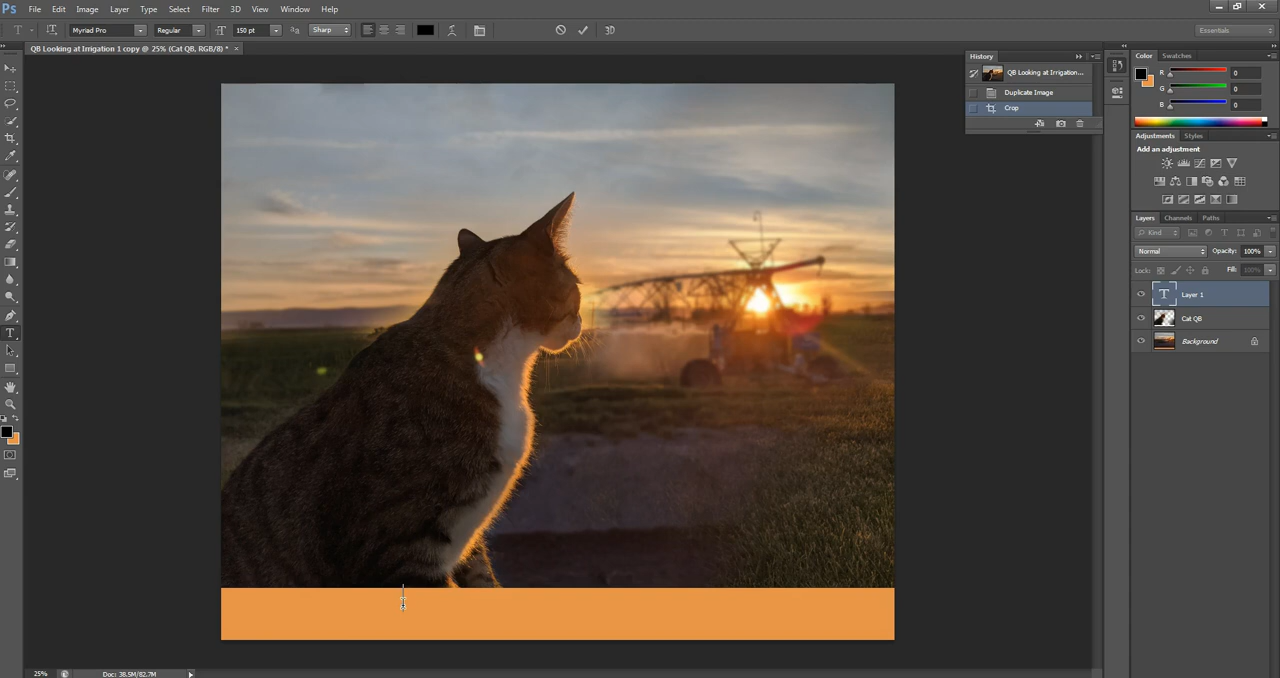 Ps File Edit Image Layer Type Select Filter 3D View Window Help
Myriad Pro Regular 150 pt Sharp 3D Essentials
QB Looking at Irrigation 1 copy @ 25% (Cat QB, RGB/8) * ×
History
QB Looking at Irrigation...
Duplicate Image
Crop
Color Swatches
R 0
G 0
B 0
Adjustments Styles
Add an adjustment
Layers Channels Paths
Kind
Normal Opacity: 100%
Lock: Fill: 100%
T Layer 1
Cat QB
Background
25% Doc: 38.5M/82.7M